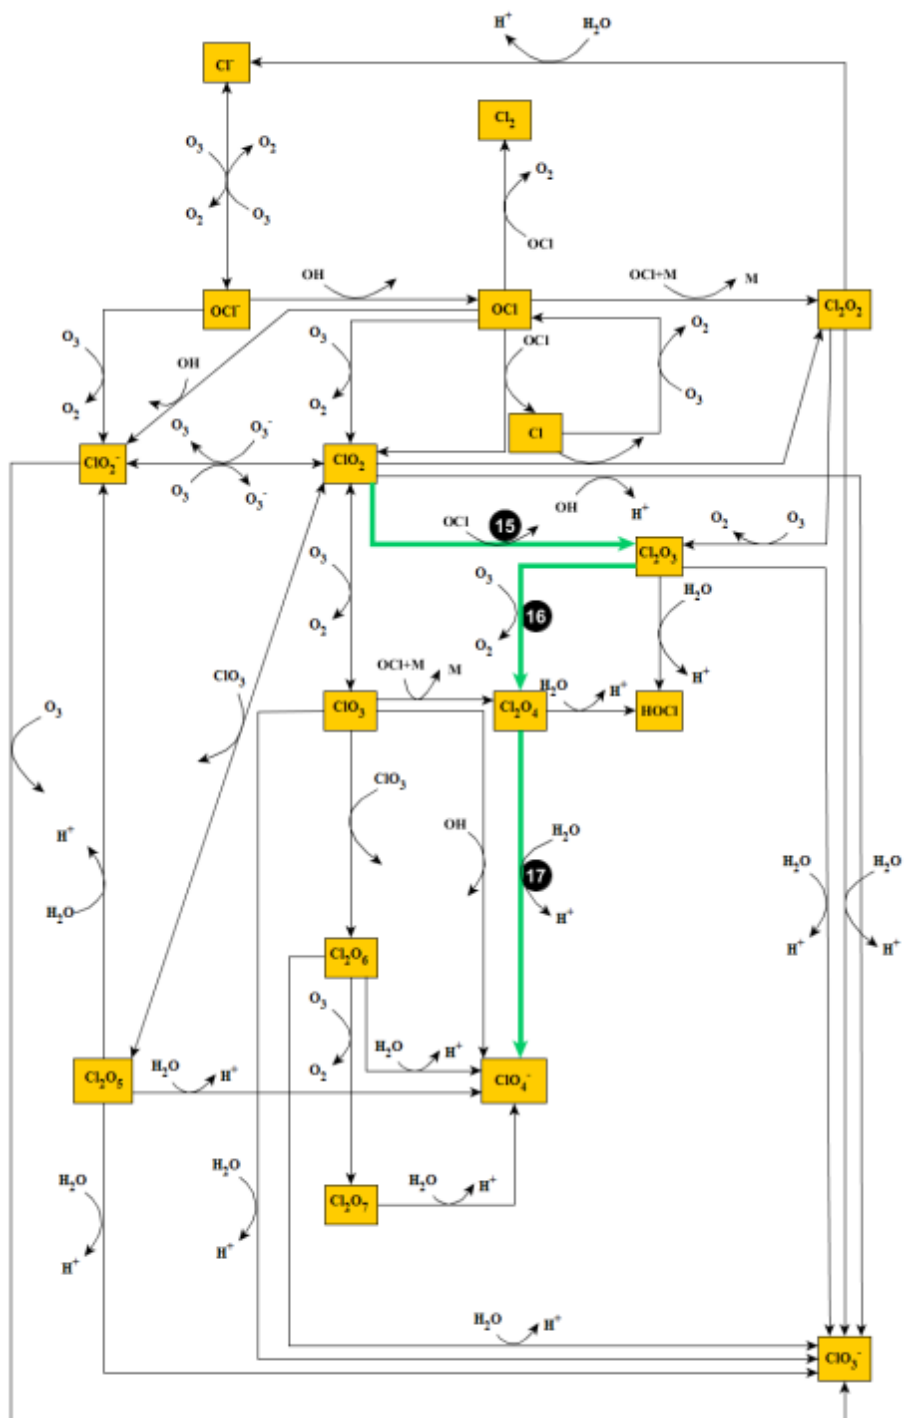 H⁺ H₂O
Cl⁻
Cl₂
O₃ O₂
O₂
O₂ O₃
OCl
OH OCl+M M
OCl⁻ OCl Cl₂O₂
O₃ O₃ OCl O₂
OH
O₂ O₂ O₃
Cl
O₃ O₃⁻
ClO₂⁻ ClO₂
O₃ O₃⁻
OH H⁺
OCl 15 O₂ O₃
Cl₂O₃
O₃ O₃ H₂O
16
O₂ O₂
H⁺
ClO₃ OCl+M M H₂O H⁺
O₃ ClO₃ Cl₂O₄ HOCl
ClO₃
H⁺ OH H₂O
H₂O H₂O
17
H₂O H⁺
H⁺ H⁺
Cl₂O₆
O₃
H₂O H⁺
O₂
Cl₂O₅ H₂O H⁺ ClO₄⁻
H₂O H₂O H₂O H⁺
Cl₂O₇
H⁺ H⁺
H₂O H⁺
ClO₃⁻